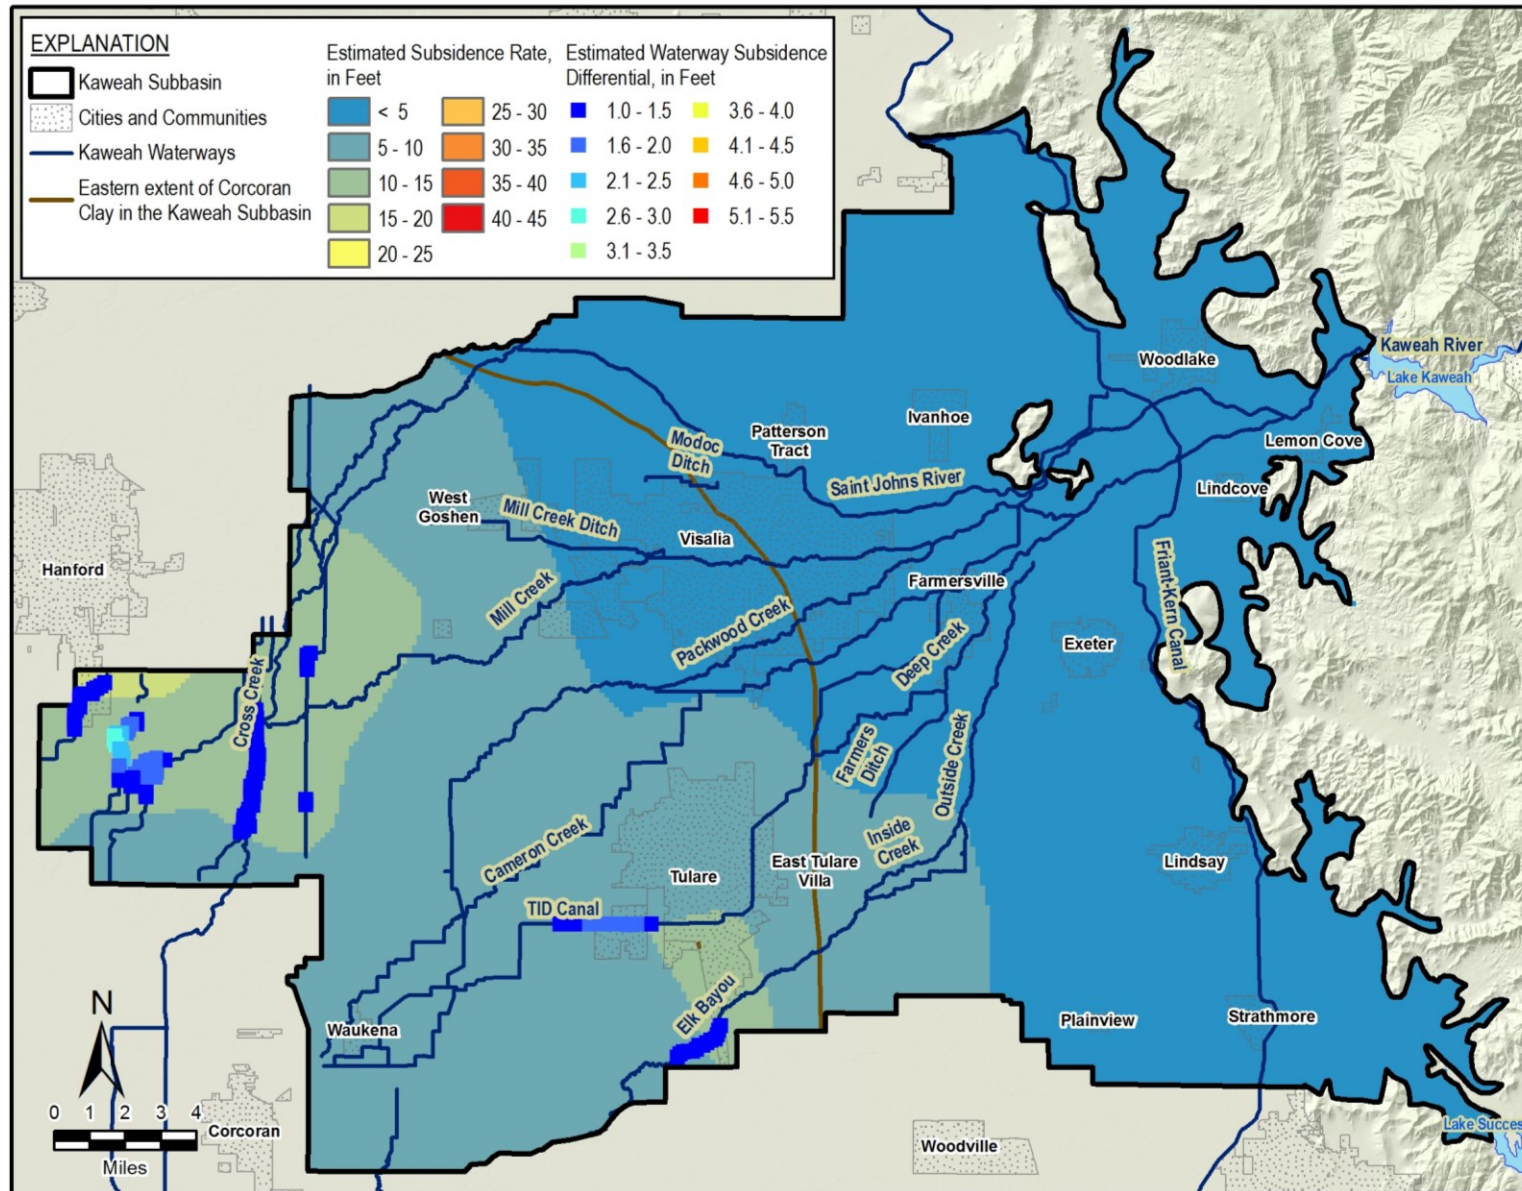 EXPLANATION
Kaweah Subbasin
Cities and Communities
Kaweah Waterways
Eastern extent of Corcoran
Clay in the Kaweah Subbasin
Estimated Subsidence Rate,
in Feet
< 5
5 - 10
10 - 15
15 - 20
20 - 25
25 - 30
30 - 35
35 - 40
40 - 45
Estimated Waterway Subsidence
Differential, in Feet
1.0 - 1.5
1.6 - 2.0
2.1 - 2.5
2.6 - 3.0
3.1 - 3.5
3.6 - 4.0
4.1 - 4.5
4.6 - 5.0
5.1 - 5.5
Kaweah River
Woodlake
Lake Kaweah
Ivanhoe
Patterson
Tract
Modoc
Ditch
Lemon Cove
Saint Johns River
Lindcove
West
Goshen
Mill Creek Ditch
Visalia
Hanford
Farmersville
Friant-Kern Canal
Mill Creek
Packwood Creek
Exeter
Deep Creek
Cross Creek
Farmers
Ditch
Outside Creek
Inside
Creek
Cameron Creek
Lindsay
East Tulare
Villa
Tulare
TID Canal
Elk Bayou
Waukena
Plainview
Strathmore
N
0 1 2 3 4
Miles
Corcoran
Woodville
Lake Succes